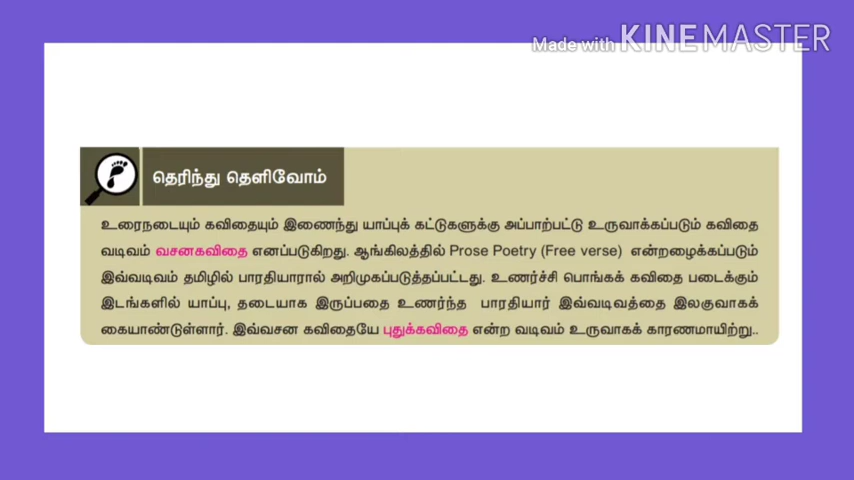 Made with KINEMASTER
தெரிந்து தெளிவோம்
உரைநடையும் கவிதையும் இணைந்து யாப்புக் கட்டுகளுக்கு அப்பாற்பட்டு உருவாக்கப்படும் கவிதை
வடிவம் வசனகவிதை எனப்படுகிறது. ஆங்கிலத்தில் Prose Poetry (Free verse) என்றழைக்கப்படும்
இவ்வடிவம் தமிழில் பாரதியாரால் அறிமுகப்படுத்தப்பட்டது. உணர்ச்சி பொங்கக் கவிதை படைக்கும்
இடங்களில் யாப்பு, தடையாக இருப்பதை உணர்ந்த பாரதியார் இவ்வடிவத்தை இலகுவாகக்
கையாண்டுள்ளார். இவ்வசன கவிதையே புதுக்கவிதை என்ற வடிவம் உருவாகக் காரணமாயிற்று..